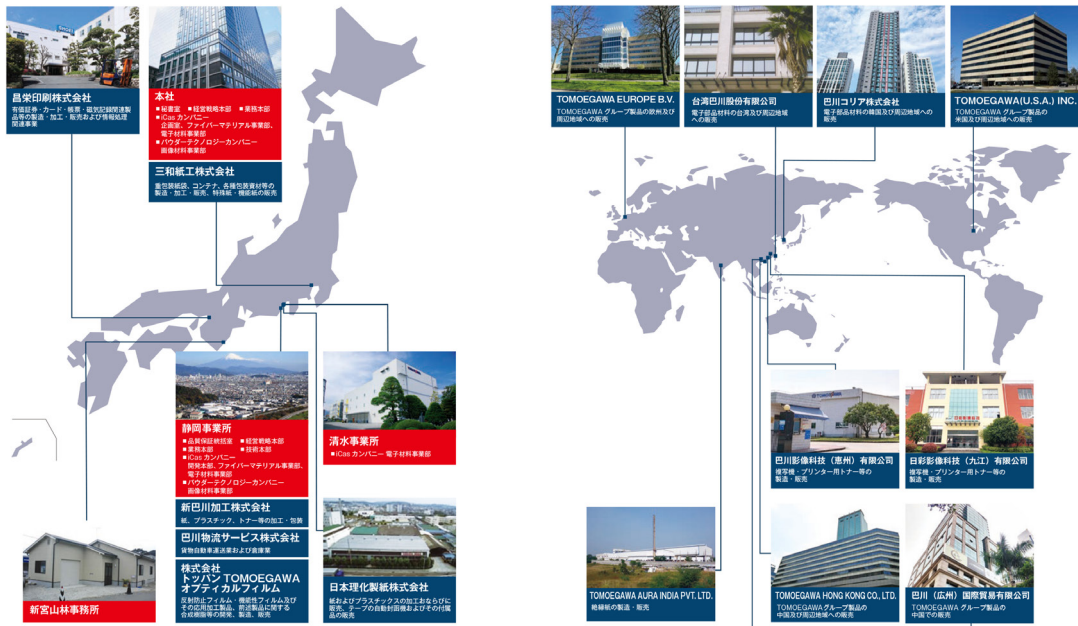 昌栄印刷株式会社
有価証券・カード・帳票・磁気記録関連製
品等の製造・加工・販売および情報処理
関連事業
本社
■秘書室 ■経営戦略本部 ■業務本部
■iCas カンパニー
企画室、ファイバーマテリアル事業部、
電子材料事業部
■パウダーテクノロジーカンパニー
画像材料事業部
三和紙工株式会社
重包装紙袋、コンテナ、各種包装資材等の
製造・加工・販売、特殊紙・機能紙の販売
静岡事業所
■品質保証統括室 ■経営戦略本部
■業務本部 ■技術本部
■iCas カンパニー
開発本部、ファイバーマテリアル事業部、
電子材料事業部
■パウダーテクノロジーカンパニー
画像材料事業部
新巴川加工株式会社
紙、プラスチック、トナー等の加工・包装
巴川物流サービス株式会社
貨物自動車運送業および倉庫業
株式会社
トッパン TOMOEGAWA
オプティカルフィルム
反射防止フィルム・機能性フィルム及び
その応用加工製品、前述製品に関する
合成樹脂等の開発、製造、販売
清水事業所
■iCas カンパニー 電子材料事業部
日本理化製紙株式会社
紙およびプラスチックスの加工おならびに
販売、テープの自動封函機およびその付属
品の販売
新宮山林事務所
TOMOEGAWA EUROPE B.V.
TOMOEGAWA グループ製品の欧州及び
周辺地域への販売
台湾巴川股份有限公司
電子部品材料の台湾及び周辺地域
への販売
巴川コリア株式会社
電子部品材料の韓国及び周辺地域への
販売
TOMOEGAWA(U.S.A.) INC.
TOMOEGAWA グループ製品の
米国及び周辺地域への販売
巴川影像科技（恵州）有限公司
複写機・プリンター用トナー等の
製造・販売
日彩影像科技（九江）有限公司
複写機・プリンター用トナー等の
製造・販売
TOMOEGAWA AURA INDIA PVT. LTD.
絶縁紙の製造・販売
TOMOEGAWA HONG KONG CO., LTD.
TOMOEGAWA グループ製品の
中国及び周辺地域への販売
巴川（広州）国際貿易有限公司
TOMOEGAWA グループ製品の
中国での販売